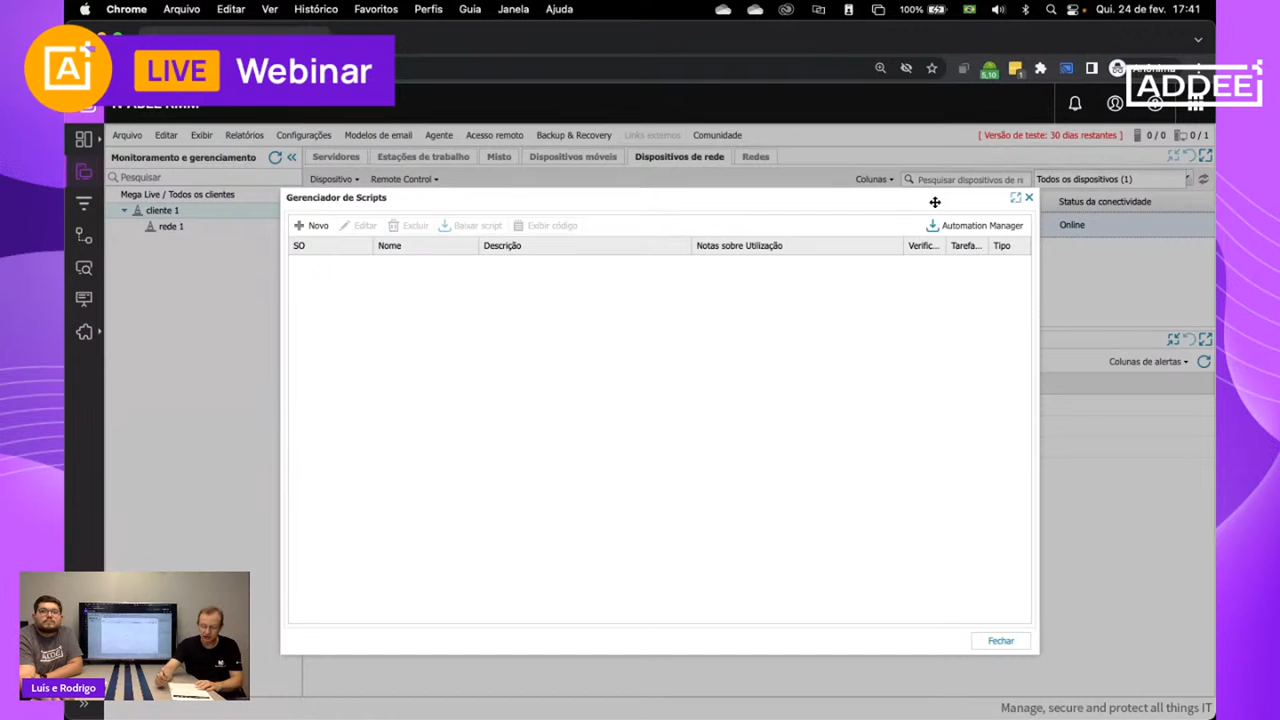 Chrome Arquivo Editar Ver Histórico Favoritos Perfis Guia Janela Ajuda 100% Qui. 24 de fev. 17:41
A LIVE Webinar
5,10 1
ADDEE
Arquivo Editar Exibir Relatórios Configurações Modelos de email Agente Acesso remoto Backup & Recovery Links externos Comunidade [ Versão de teste: 30 dias restantes ] 0 / 0 0 / 1
Monitoramento e gerenciamento
Servidores Estações de trabalho Misto Dispositivos móveis Dispositivos de rede Redes
Pesquisar
Dispositivo Remote Control Colunas Pesquisar dispositivos de re Todos os dispositivos (1)
Mega Live / Todos os clientes
cliente 1
rede 1
Status da conectividade
Online
Gerenciador de Scripts
Novo Editar Excluir Baixar script Exibir código Automation Manager
SO Nome Descrição Notas sobre Utilização Verific... Tarefa... Tipo
Colunas de alertas
Fechar
Luís e Rodrigo
ADDEE
Manage, secure and protect all things IT